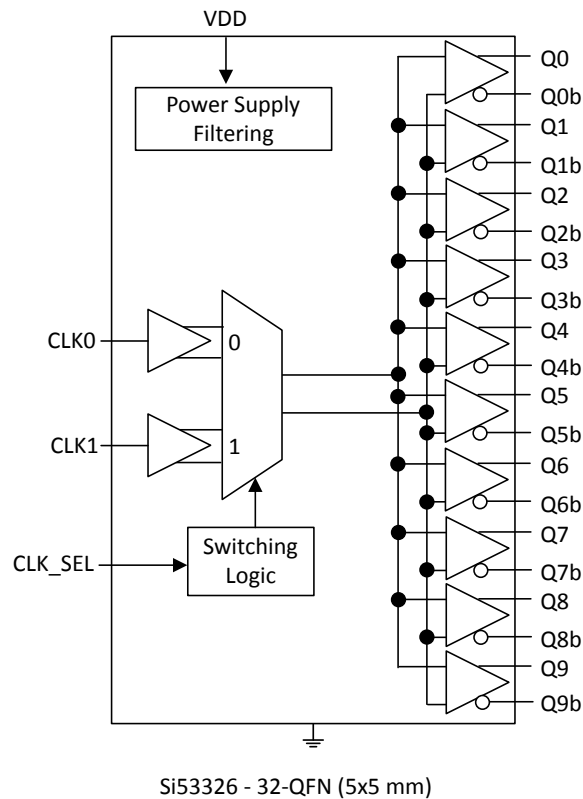 VDD
Power Supply
Filtering
CLK0
0
CLK1
1
CLK_SEL
Switching
Logic
Q0
Q0b
Q1
Q1b
Q2
Q2b
Q3
Q3b
Q4
Q4b
Q5
Q5b
Q6
Q6b
Q7
Q7b
Q8
Q8b
Q9
Q9b
Si53326 - 32-QFN (5x5 mm)